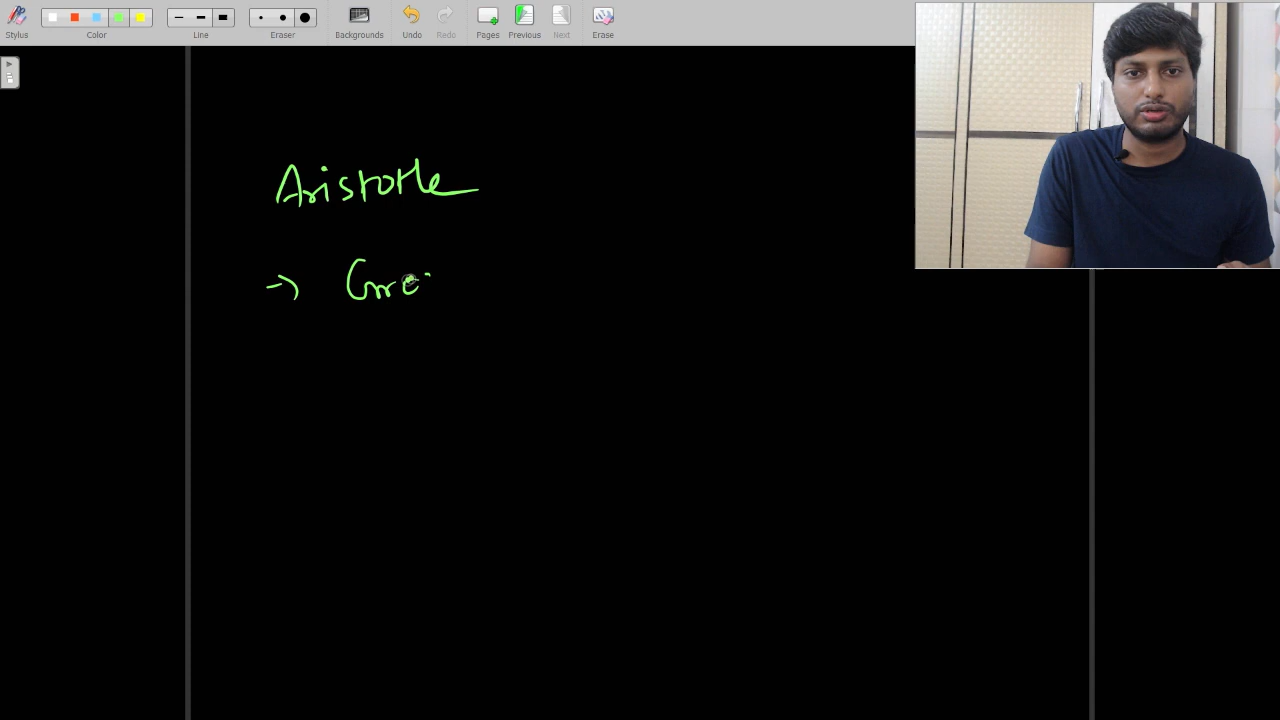 Stylus
Color
Line
Eraser
Backgrounds
Undo
Redo
Pages
Previous
Next
Erase
Aristotle
→ Gre